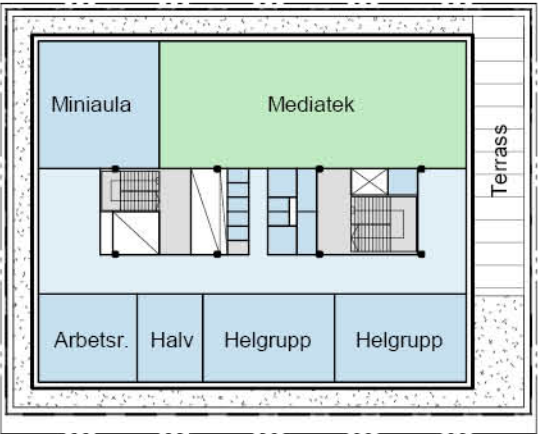 Miniaula
Mediatek
Terrass
Arbetsr.
Halv
Helgrupp
Helgrupp